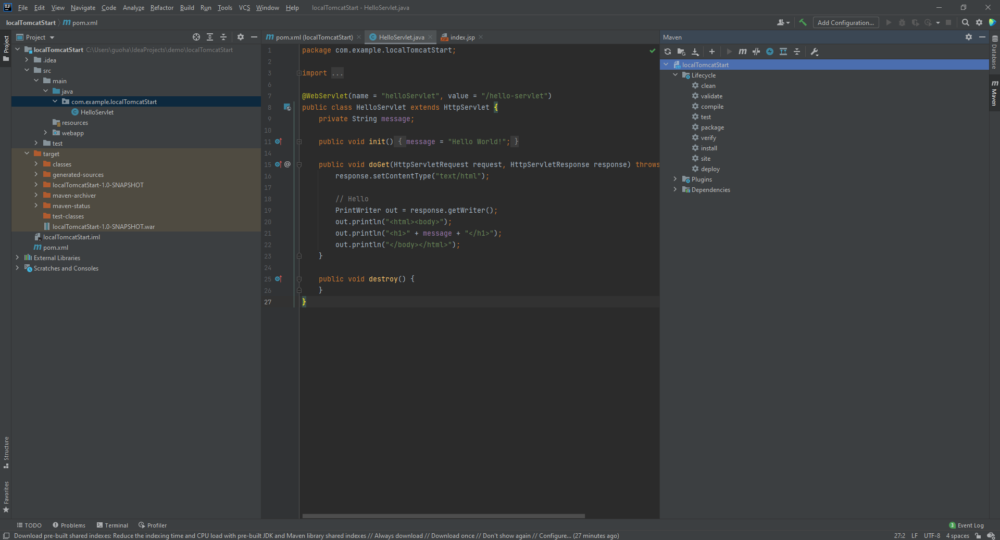 File Edit View Navigate Code Analyze Refactor Build Run Tools VCS Window Help localTomcatStart - HelloServlet.java
localTomcatStart pom.xml Add Configuration...
Project
Project
localTomcatStart C:\Users\guoha\IdeaProjects\demo\localTomcatStart
.idea
src
main
java
com.example.localTomcatStart
HelloServlet
resources
webapp
test
target
classes
generated-sources
localTomcatStart-1.0-SNAPSHOT
maven-archiver
maven-status
test-classes
localTomcatStart-1.0-SNAPSHOT.war
localTomcatStart.iml
pom.xml
External Libraries
Scratches and Consoles
Structure
Favorites
pom.xml (localTomcatStart) HelloServlet.java index.jsp
1 package com.example.localTomcatStart;
2
3 import ...
6
7 @WebServlet(name = "helloServlet", value = "/hello-servlet")
8 public class HelloServlet extends HttpServlet {
9 private String message;
10
11 public void init() { message = "Hello World!"; }
14
15 @ public void doGet(HttpServletRequest request, HttpServletResponse response) throws
16 response.setContentType("text/html");
17
18 // Hello
19 PrintWriter out = response.getWriter();
20 out.println("<html><body>");
21 out.println("<h1>" + message + "</h1>");
22 out.println("</body></html>");
23 }
24
25 public void destroy() {
26 }
27 }
Maven
localTomcatStart
Lifecycle
clean
validate
compile
test
package
verify
install
site
deploy
Plugins
Dependencies
Database
Maven
TODO Problems Terminal Profiler 3 Event Log
Download pre-built shared indexes: Reduce the indexing time and CPU load with pre-built JDK and Maven library shared indexes // Always download // Download once // Don't show again // Configure... (27 minutes ago) 27:2 LF UTF-8 4 spaces